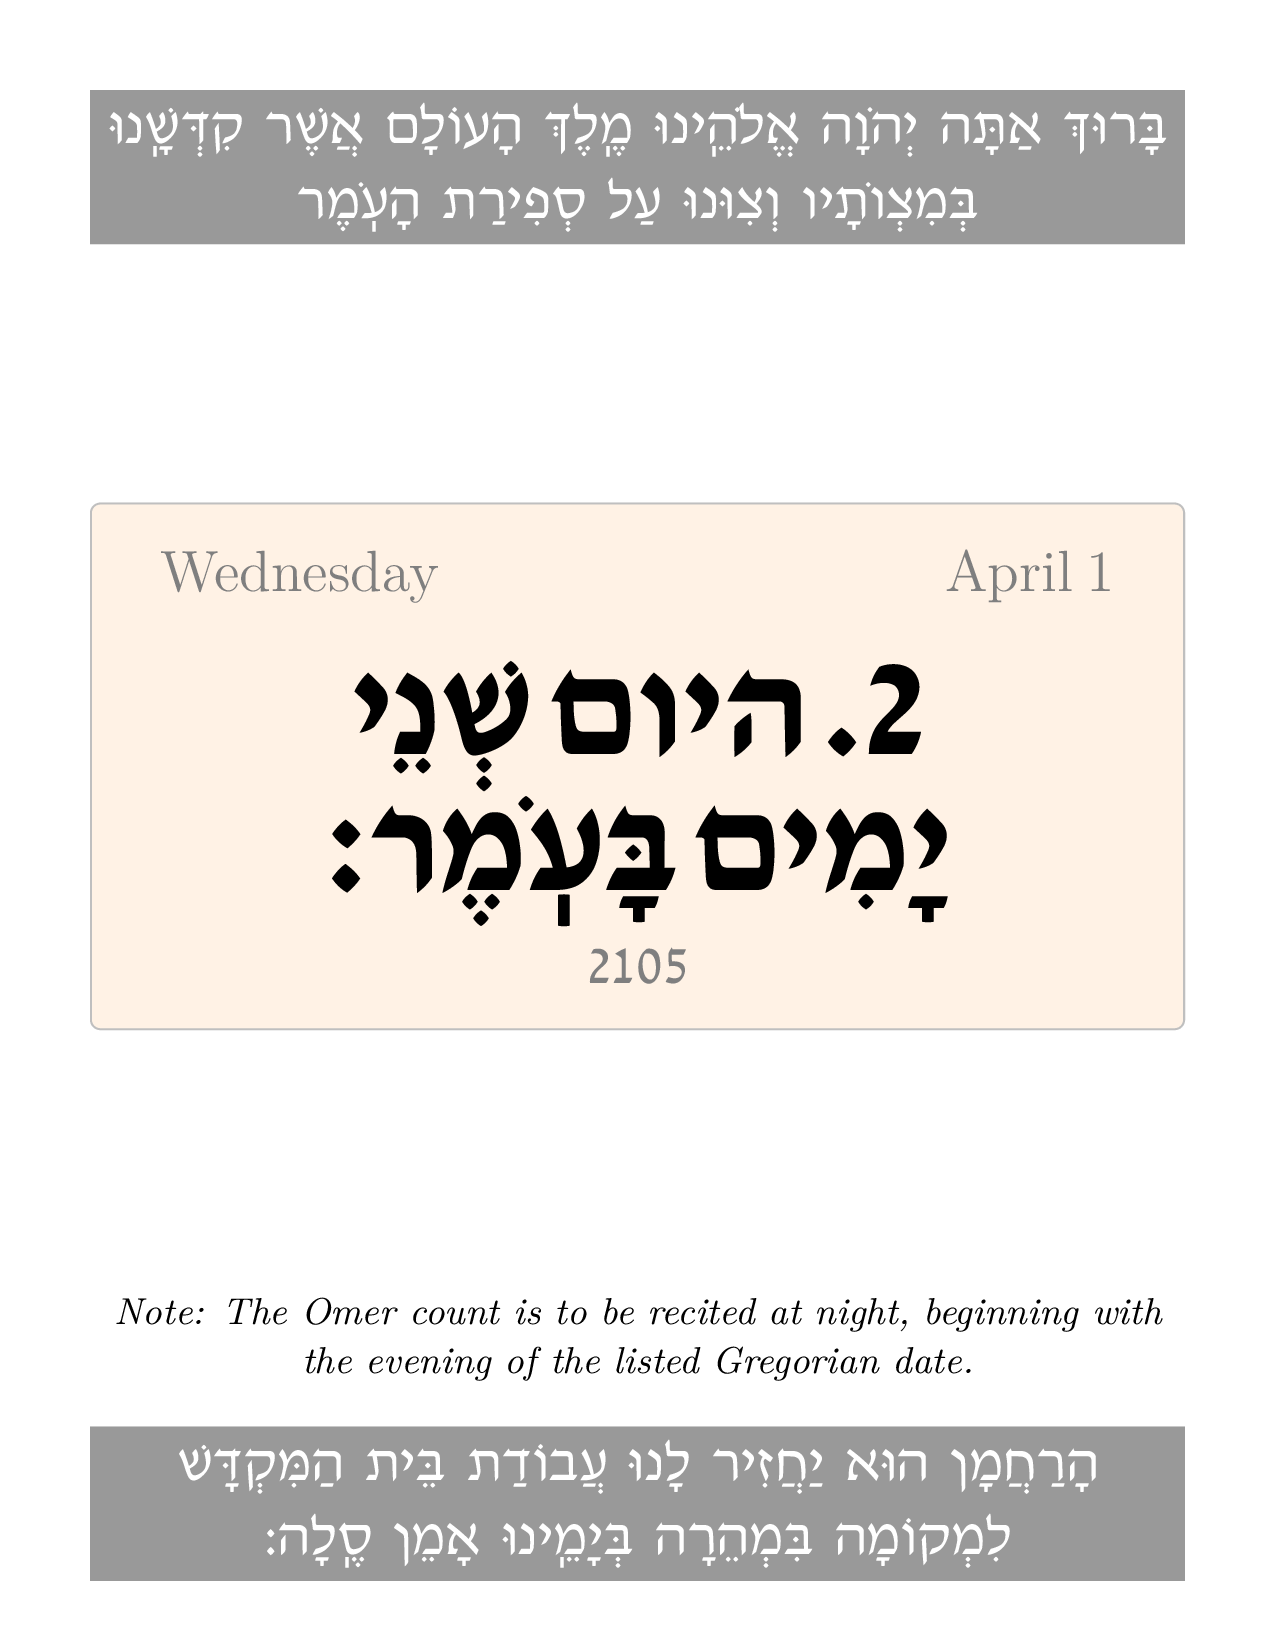 בָּרוּךְ אַתָּה יְהֹוָה אֱלֹהֵֽינוּ מֶֽלֶךְ הָעוֹלָם אֲשֶׁר קִדְּשָֽׁנוּ
בְּמִצְוֹתָיו וְצִוּנוּ עַל סְפִירַת הָעֽוֹמֶר
Wednesday April 1
2. היום שְׁנֵי
יָמִים בָּעֽוֹמֶר:
2105
Note: The Omer count is to be recited at night, beginning with
the evening of the listed Gregorian date.
הָרַחֲמָן הוּא יַחֲזִיר לָנוּ עֲבוֹדַת בֵּית הַמִּקְדָּשׁ
לִמְקוֹמָהּ בִּמְהֵרָה בְּיָמֵֽינוּ אָמֵן סֶֽלָה: